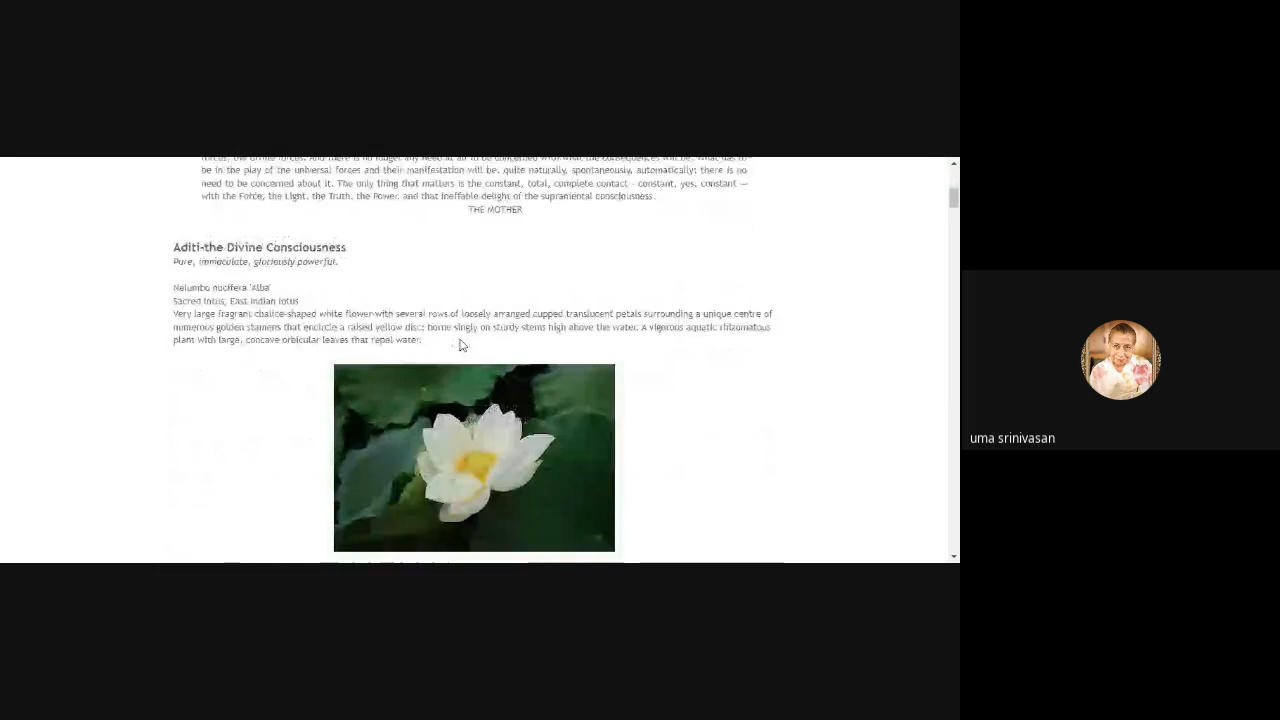 be in the play of the universal forces and their manifestation will be, quite naturally, spontaneously, automatically; there is no
need to be concerned about it. The only thing that matters is the constant, total, complete contact - constant, yes, constant —
with the Force, the Light, the Truth, the Power, and that ineffable delight of the supramental consciousness.
THE MOTHER
Aditi-the Divine Consciousness
Pure, immaculate, gloriously powerful.
Nelumbo nucifera 'Alba'
Sacred lotus, East Indian lotus
Very large fragrant chalice-shaped white flower with several rows of loosely arranged cupped translucent petals surrounding a unique centre of
numerous golden stamens that encircle a raised yellow disc; borne singly on sturdy stems high above the water. A vigorous aquatic rhizomatous
plant with large, concave orbicular leaves that repel water.
uma srinivasan